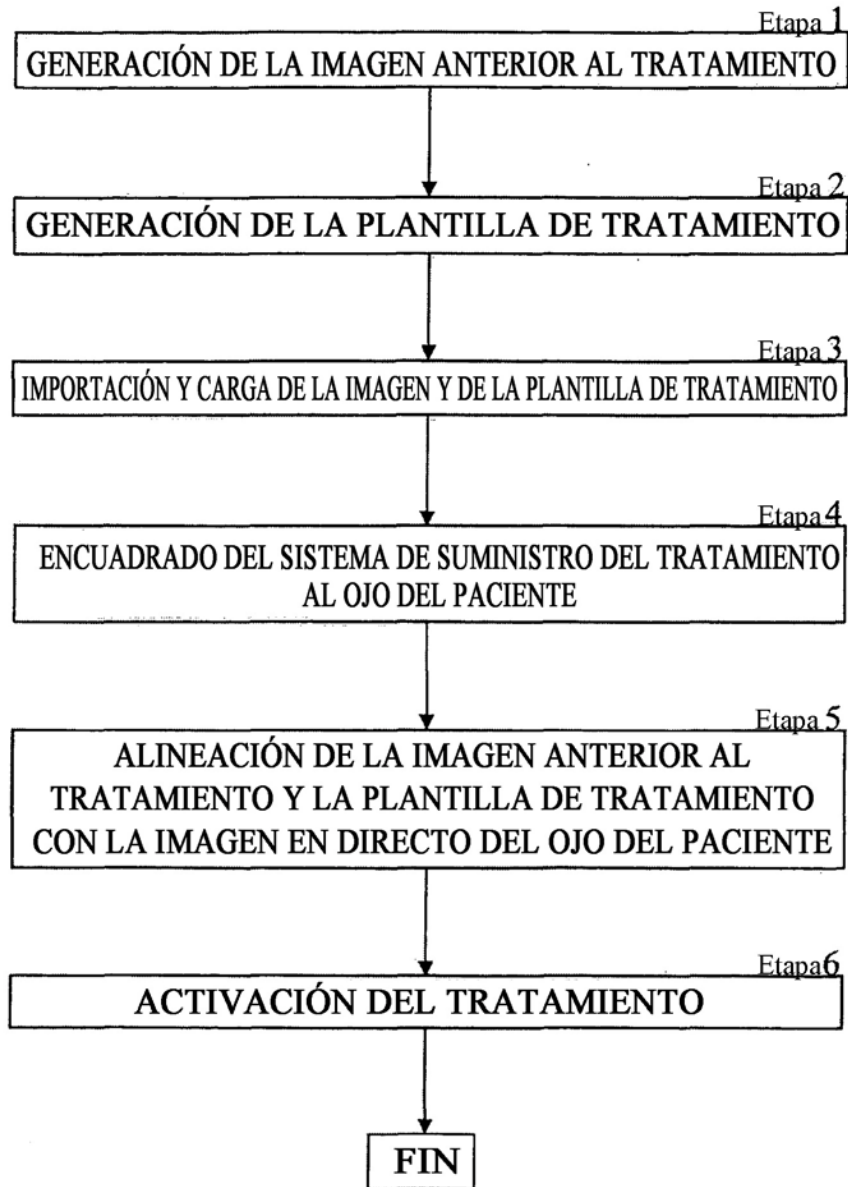 Etapa 1
GENERACIÓN DE LA IMAGEN ANTERIOR AL TRATAMIENTO
Etapa 2
GENERACIÓN DE LA PLANTILLA DE TRATAMIENTO
Etapa 3
IMPORTACIÓN Y CARGA DE LA IMAGEN Y DE LA PLANTILLA DE TRATAMIENTO
Etapa 4
ENCUADRADO DEL SISTEMA DE SUMINISTRO DEL TRATAMIENTO
AL OJO DEL PACIENTE
Etapa 5
ALINEACIÓN DE LA IMAGEN ANTERIOR AL
TRATAMIENTO Y LA PLANTILLA DE TRATAMIENTO
CON LA IMAGEN EN DIRECTO DEL OJO DEL PACIENTE
Etapa6
ACTIVACIÓN DEL TRATAMIENTO
FIN